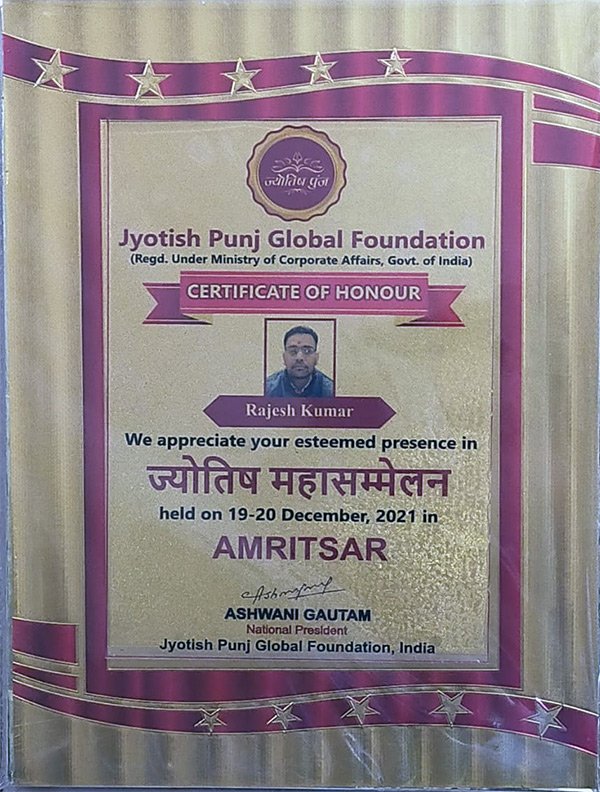 ज्योतिष पुंज
Jyotish Punj Global Foundation
(Regd. Under Ministry of Corporate Affairs, Govt. of India)
CERTIFICATE OF HONOUR
Rajesh Kumar
We appreciate your esteemed presence in
ज्योतिष महासम्मेलन
held on 19-20 December, 2021 in
AMRITSAR
ASHWANI GAUTAM
National President
Jyotish Punj Global Foundation, India